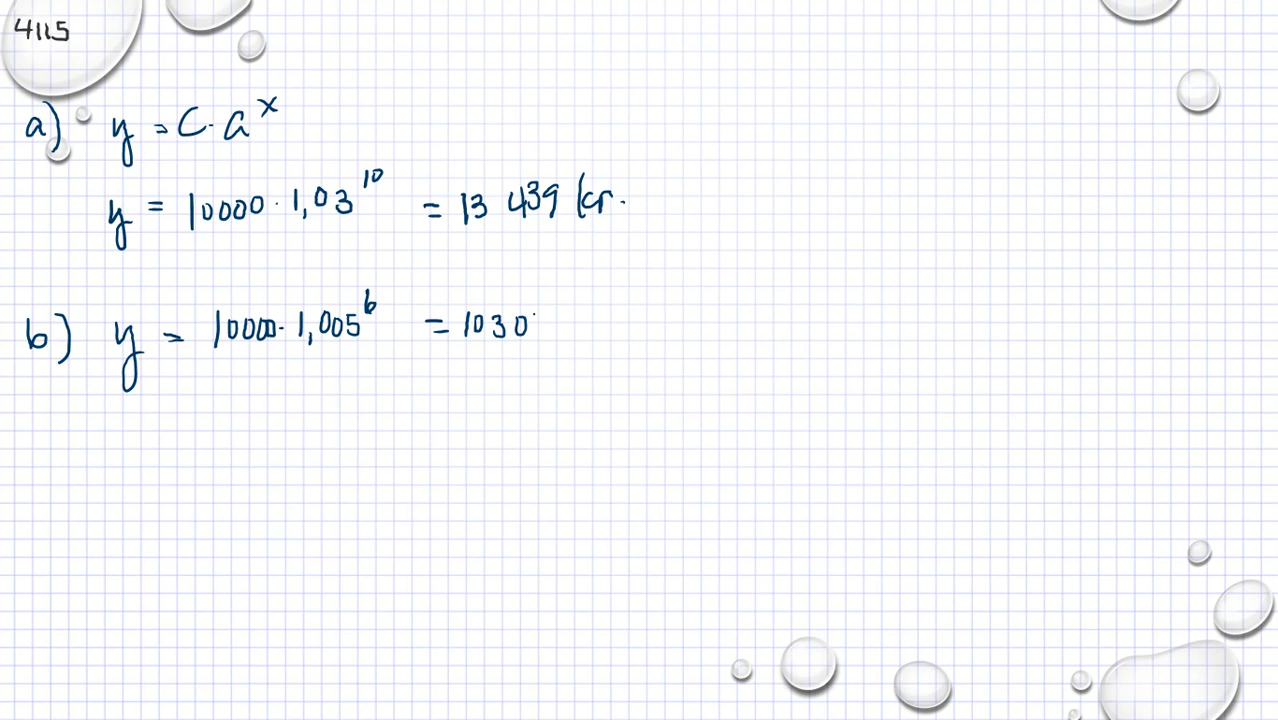 4115
a) y = C · a^x
y = 10000 · 1,03^10 = 13 439 kr.
b) y = 10000 · 1,005^6 = 1030